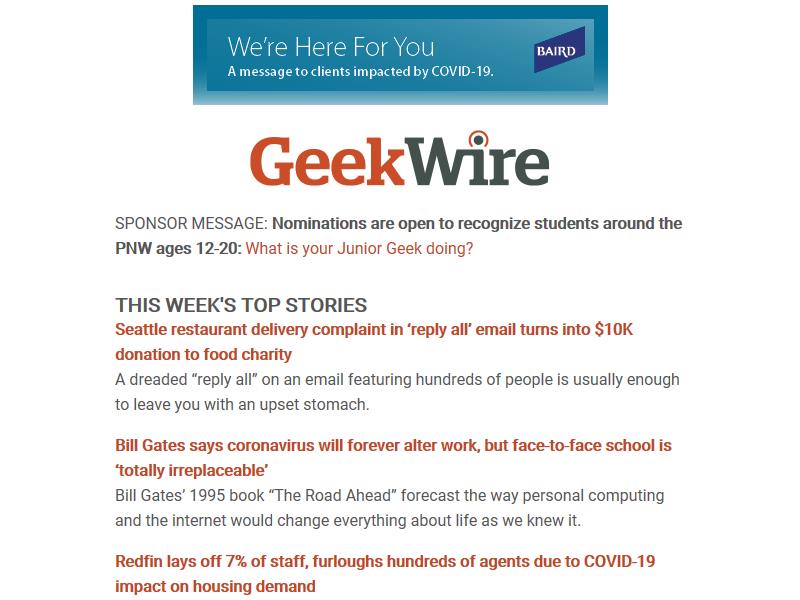 We're Here For You
A message to clients impacted by COVID-19.
BAIRD
GeekWire
SPONSOR MESSAGE: Nominations are open to recognize students around the
PNW ages 12-20: What is your Junior Geek doing?
THIS WEEK'S TOP STORIES
Seattle restaurant delivery complaint in ‘reply all’ email turns into $10K
donation to food charity
A dreaded “reply all” on an email featuring hundreds of people is usually enough
to leave you with an upset stomach.
Bill Gates says coronavirus will forever alter work, but face-to-face school is
‘totally irreplaceable’
Bill Gates’ 1995 book “The Road Ahead” forecast the way personal computing
and the internet would change everything about life as we knew it.
Redfin lays off 7% of staff, furloughs hundreds of agents due to COVID-19
impact on housing demand